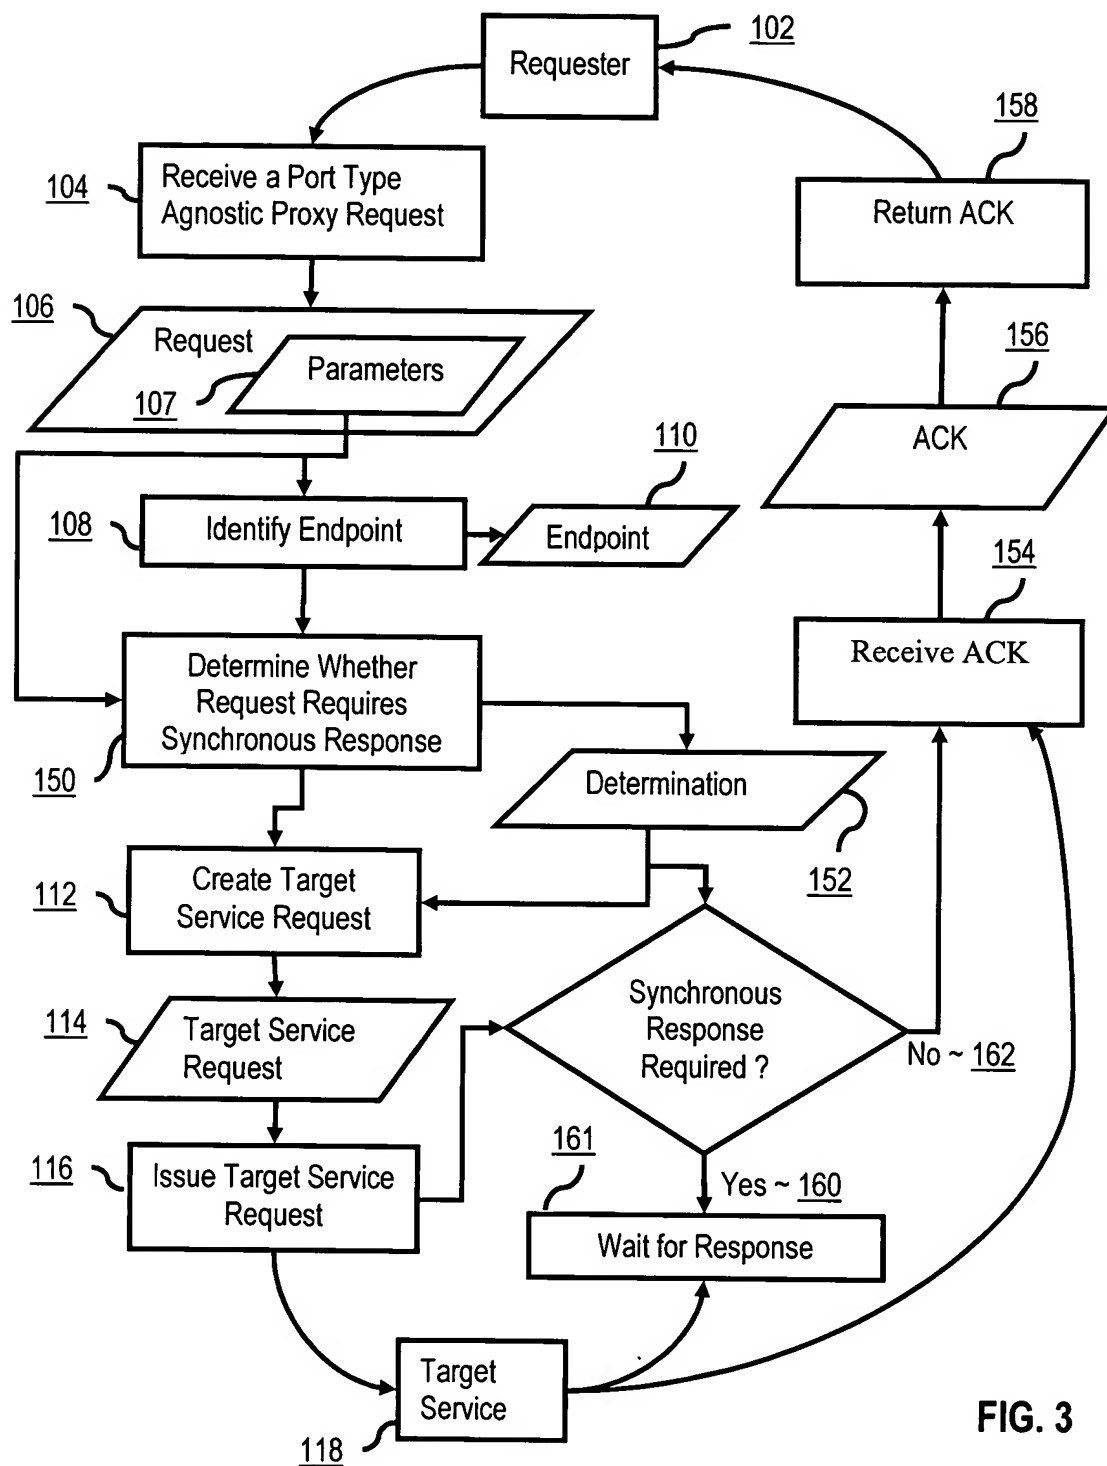 102
Requester
158
104
Receive a Port Type
Agnostic Proxy Request
Return ACK
106
Request
Parameters
107
156
ACK
110
108
Identify Endpoint
Endpoint
154
Receive ACK
Determine Whether
Request Requires
Synchronous Response
150
Determination
152
112
Create Target
Service Request
Synchronous
Response
Required ?
114
Target Service
Request
No ~ 162
116
Issue Target Service
Request
161
Yes ~ 160
Wait for Response
Target
Service
118
FIG. 3